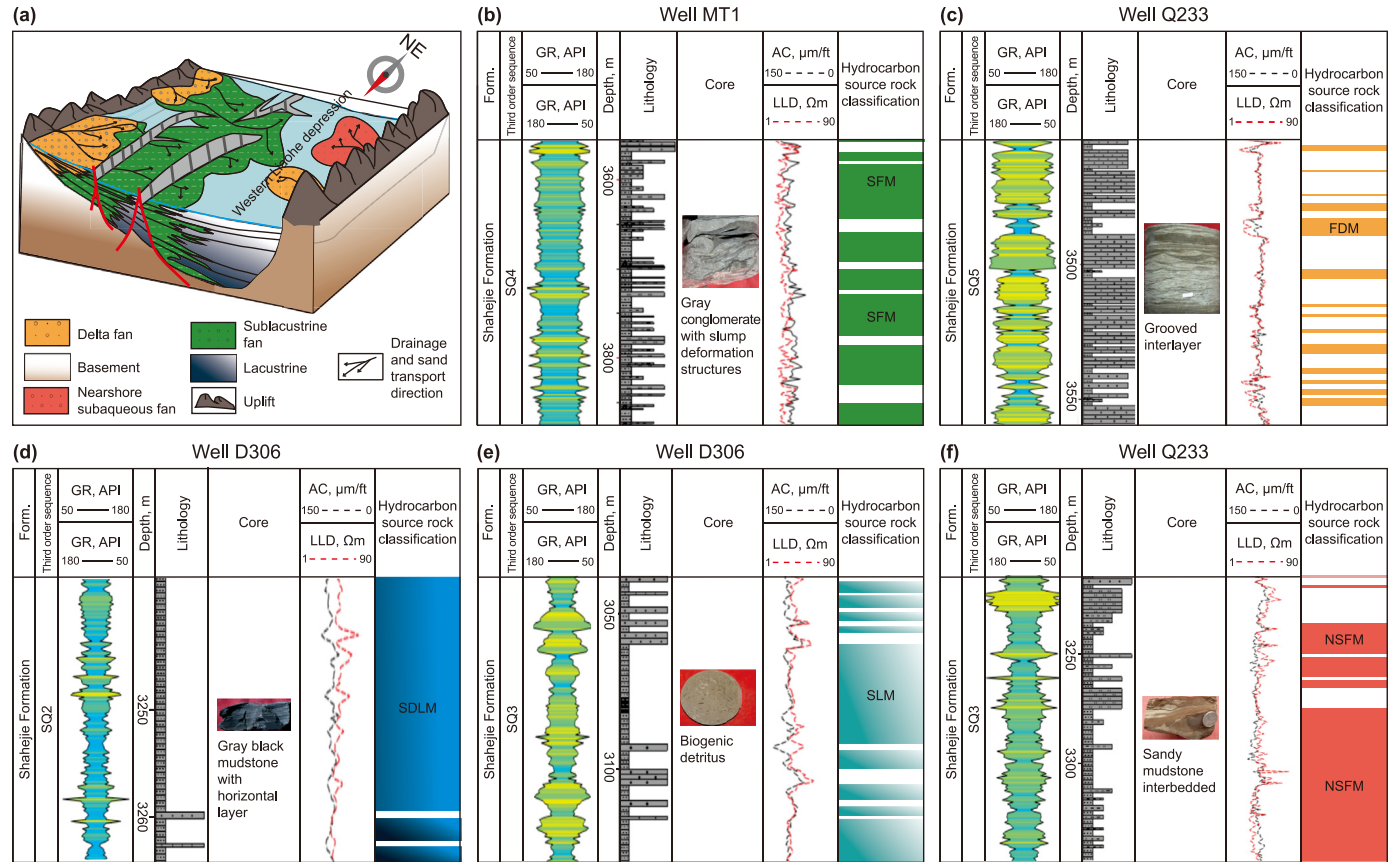 (a)
NE
Western Liaohe depression
Delta fan
Basement
Nearshore
subaqueous fan
Sublacustrine
fan
Lacustrine
Uplift
Drainage
and sand
transport
direction
(b)
Well MT1
Form.
Third order sequence
GR, API
50 180
GR, API
180 50
Depth, m
Lithology
Core
AC, μm/ft
150 0
LLD, Ωm
1 90
Hydrocarbon
source rock
classification
Shahejie Formation
SQ4
3600
3800
Gray
conglomerate
with slump
deformation
structures
SFM
SFM
(c)
Well Q233
Form.
Third order sequence
GR, API
50 180
GR, API
180 50
Depth, m
Lithology
Core
AC, μm/ft
150 0
LLD, Ωm
1 90
Hydrocarbon
source rock
classification
Shahejie Formation
SQ5
3500
3550
Grooved
interlayer
FDM
(d)
Well D306
Form.
Third order sequence
GR, API
50 180
GR, API
180 50
Depth, m
Lithology
Core
AC, μm/ft
150 0
LLD, Ωm
1 90
Hydrocarbon
source rock
classification
Shahejie Formation
SQ2
3250
3260
Gray black
mudstone
with
horizontal
layer
SDLM
(e)
Well D306
Form.
Third order sequence
GR, API
50 180
GR, API
180 50
Depth, m
Lithology
Core
AC, μm/ft
150 0
LLD, Ωm
1 90
Hydrocarbon
source rock
classification
Shahejie Formation
SQ3
3050
3100
Biogenic
detritus
SLM
(f)
Well Q233
Form.
Third order sequence
GR, API
50 180
GR, API
180 50
Depth, m
Lithology
Core
AC, μm/ft
150 0
LLD, Ωm
1 90
Hydrocarbon
source rock
classification
Shahejie Formation
SQ3
3250
3300
Sandy
mudstone
interbedded
NSFM
NSFM